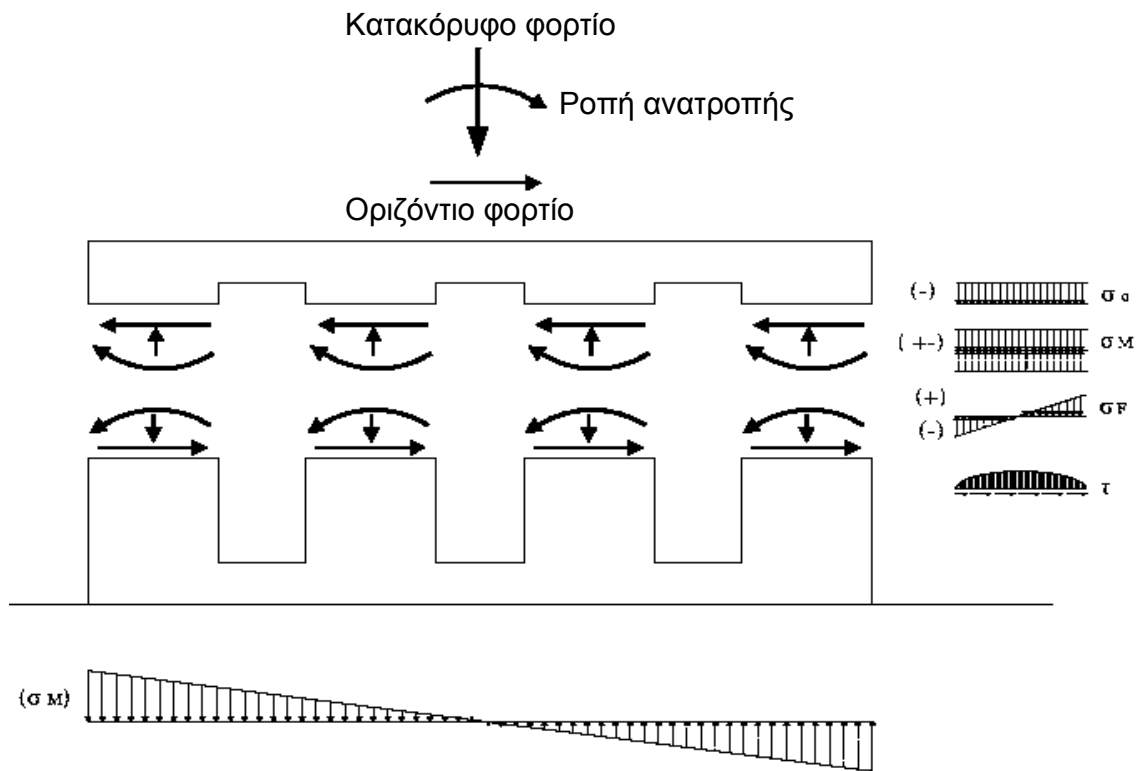 Κατακόρυφο φορτίο
Ροπή ανατροπής
Οριζόντιο φορτίο
(-) σ α
(+-) σ M
(+) σ F
(-)
τ
(σ M)